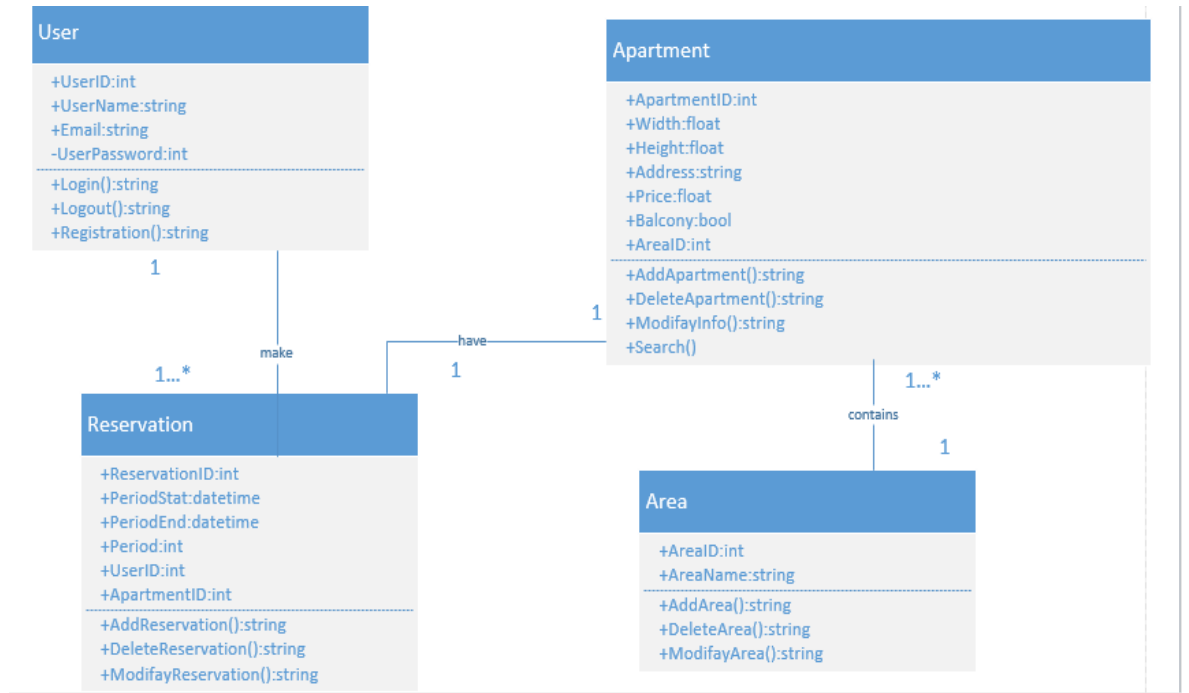 User
+UserID:int
+UserName:string
+Email:string
-UserPassword:int
+Login():string
+Logout():string
+Registration():string
1
make
1...*
Apartment
+ApartmentID:int
+Width:float
+Height:float
+Address:string
+Price:float
+Balcony:bool
+AreaID:int
+AddApartment():string
+DeleteApartment():string
+ModifayInfo():string
+Search()
1
have
1
1...*
contains
1
Reservation
+ReservationID:int
+PeriodStat:datetime
+PeriodEnd:datetime
+Period:int
+UserID:int
+ApartmentID:int
+AddReservation():string
+DeleteReservation():string
+ModifayReservation():string
Area
+AreaID:int
+AreaName:string
+AddArea():string
+DeleteArea():string
+ModifayArea():string